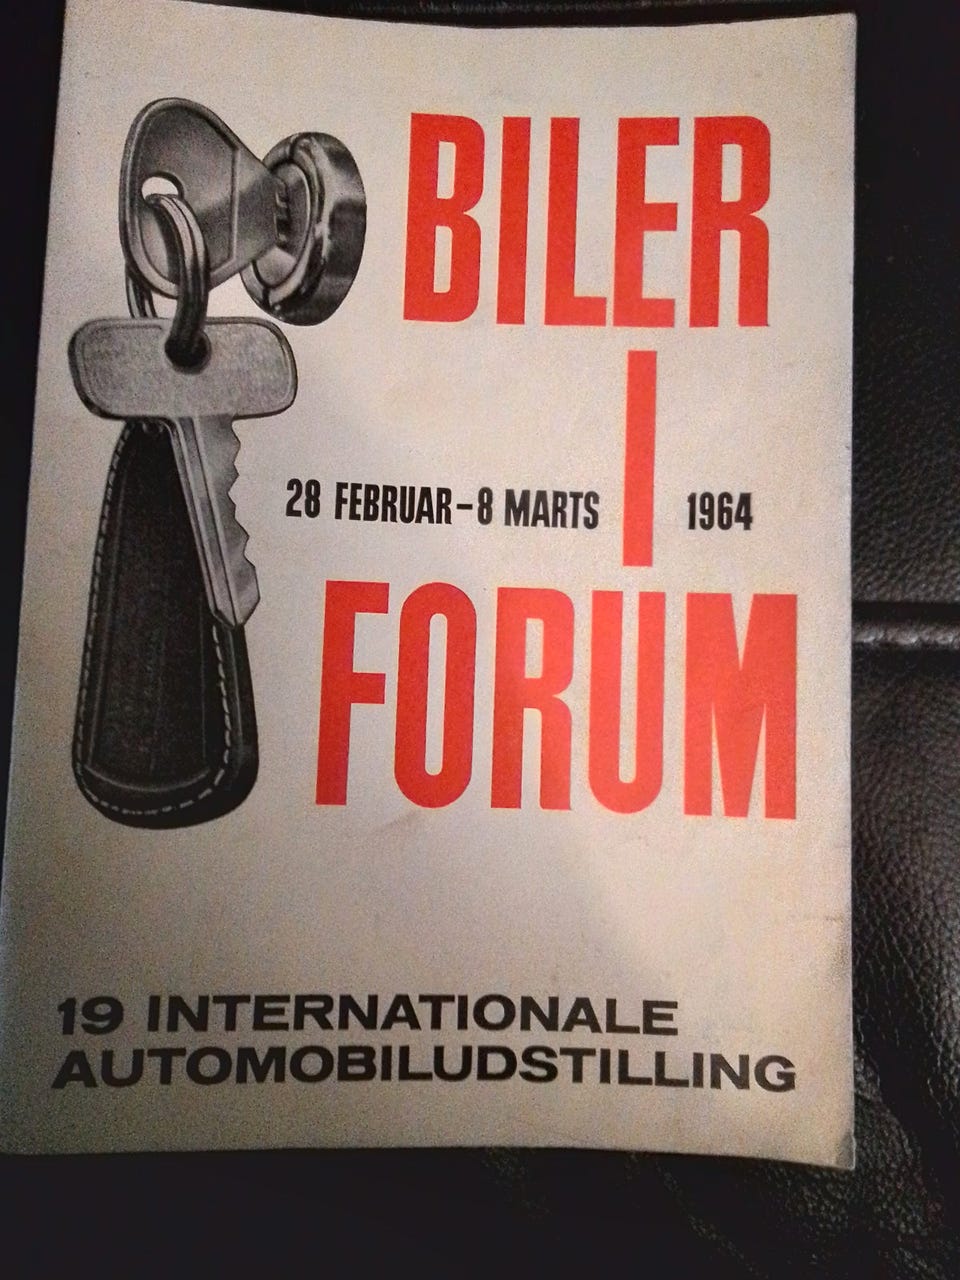 BILER
I
28 FEBRUAR-8 MARTS 1964
FORUM
19 INTERNATIONALE
AUTOMOBILUDSTILLING